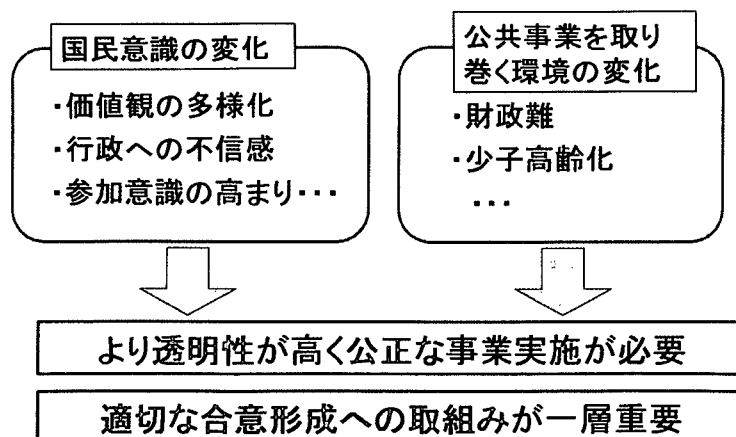 国民意識の変化
・価値観の多様化
・行政への不信感
・参加意識の高まり・・・
公共事業を取り
巻く環境の変化
・財政難
・少子高齢化
・・・
より透明性が高く公正な事業実施が必要
適切な合意形成への取組みが一層重要